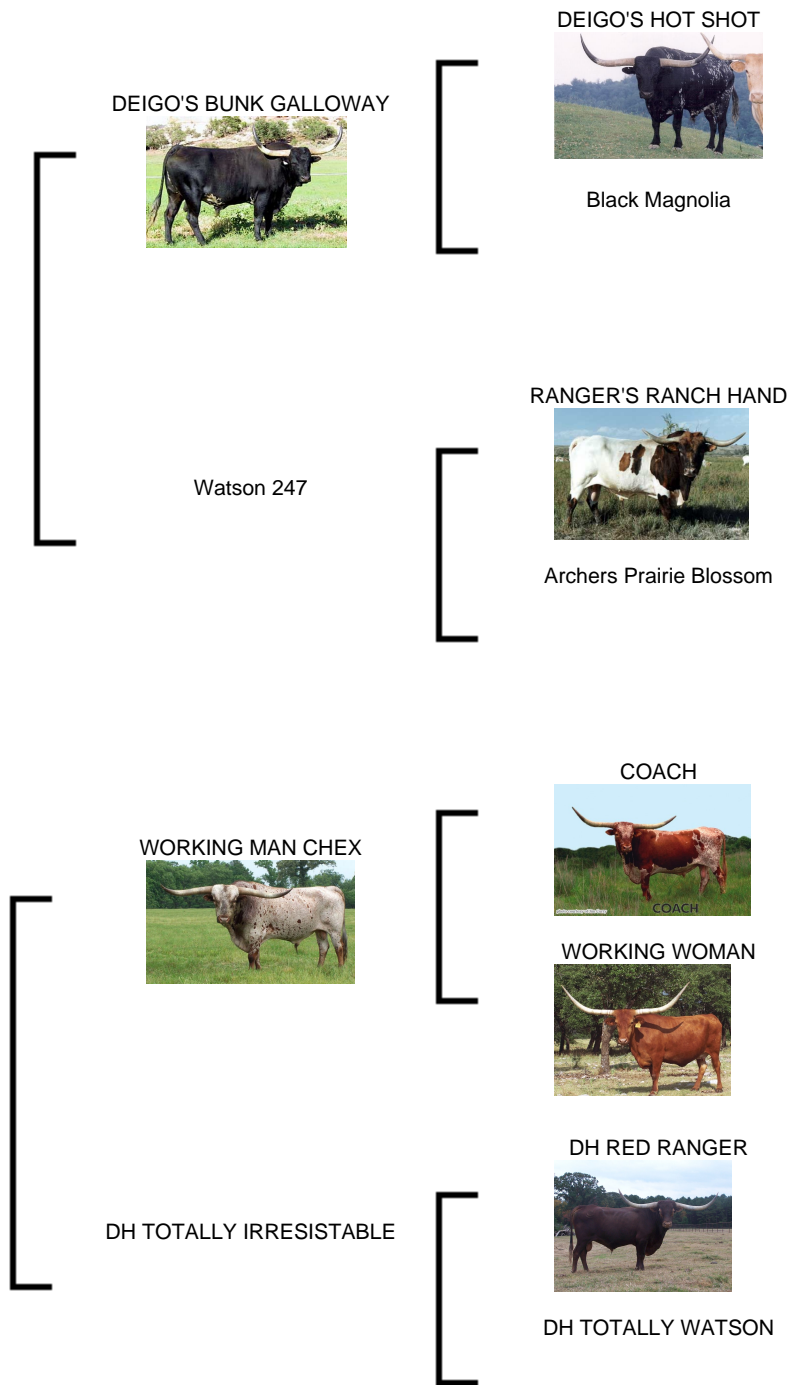 DEIGO'S HOT SHOT
DEIGO'S BUNK GALLOWAY
Black Magnolia
RANGER'S RANCH HAND
Watson 247
Archers Prairie Blossom
COACH
WORKING MAN CHEX
COACH
WORKING WOMAN
DH RED RANGER
DH TOTALLY IRRESISTABLE
DH TOTALLY WATSON